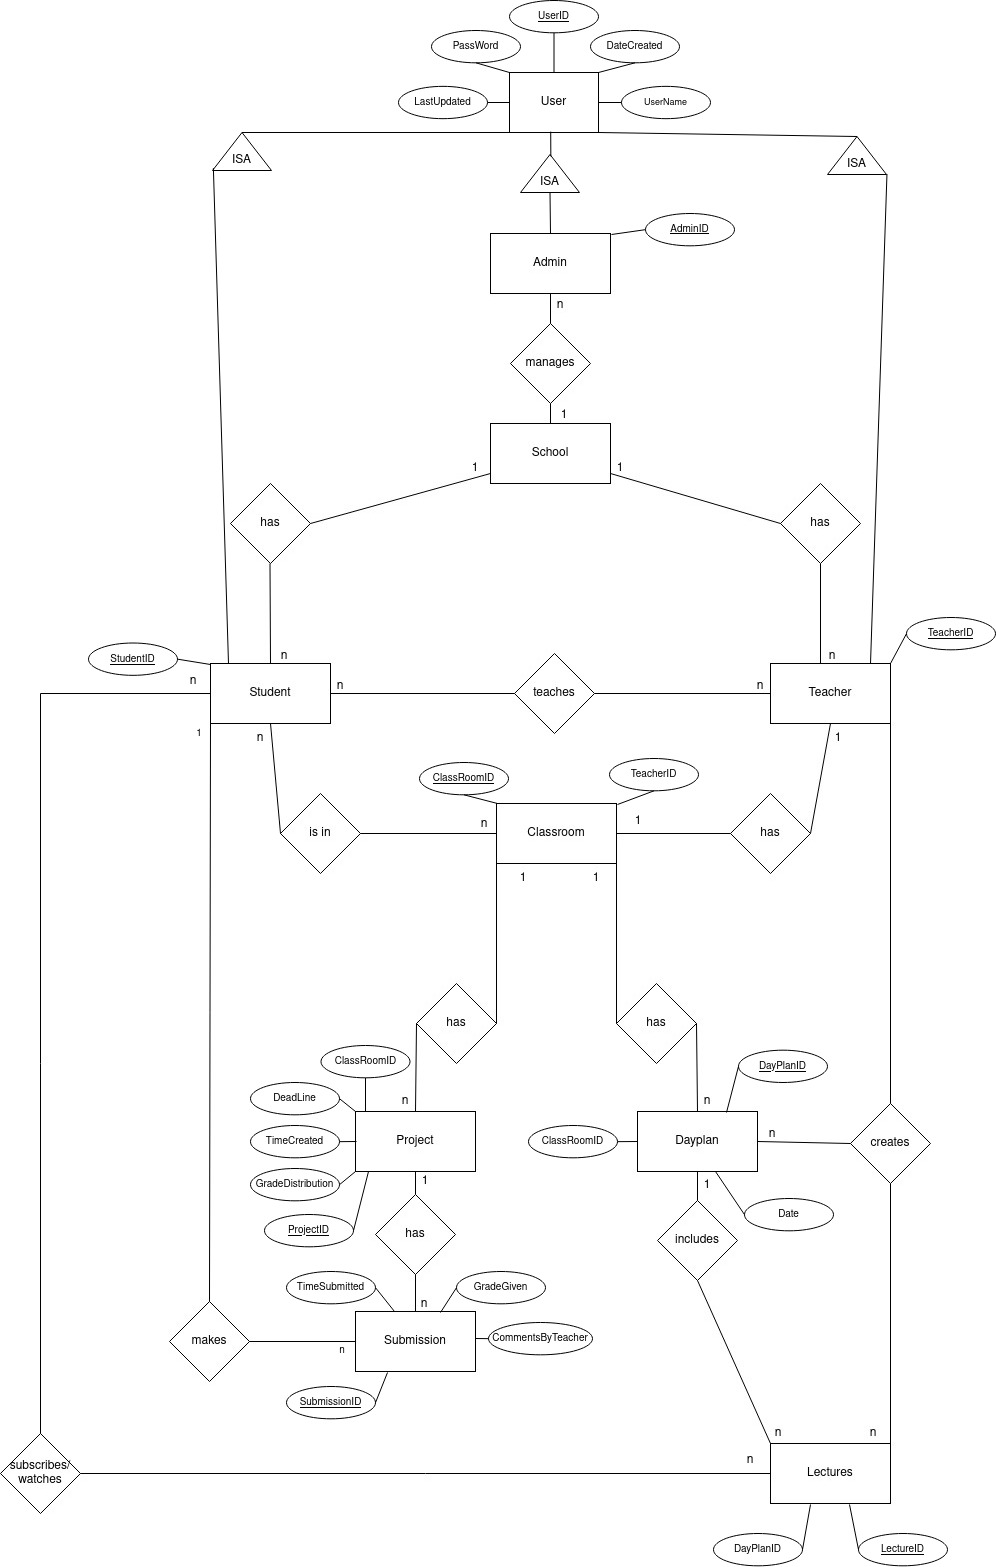 UserID
PassWord
DateCreated
LastUpdated
User
UserName
ISA
ISA
ISA
AdminID
Admin
n
manages
1
School
1
1
has
has
n
n
TeacherID
StudentID
n
Student
n
teaches
n
Teacher
1
n
1
ClassRoomID
TeacherID
n
1
is in
Classroom
has
1
1
has
has
ClassRoomID
DayPlanID
DeadLine
n
n
TimeCreated
Project
ClassRoomID
Dayplan
n
creates
GradeDistribution
1
1
ProjectID
has
Date
includes
TimeSubmitted
GradeGiven
n
makes
n
Submission
CommentsByTeacher
SubmissionID
n
n
subscribes/
watches
n
Lectures
DayPlanID
LectureID